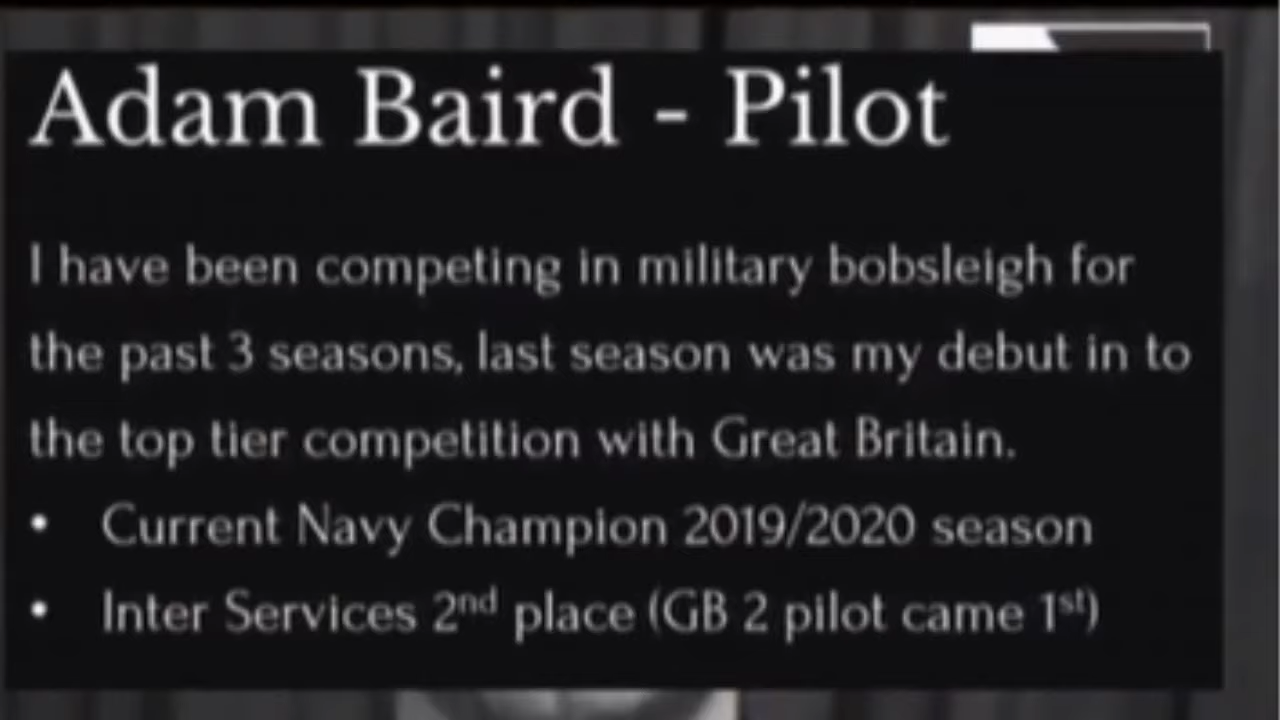 Adam Baird - Pilot
I have been competing in military bobsleigh for
the past 3 seasons, last season was my debut in to
the top tier competition with Great Britain.
• Current Navy Champion 2019/2020 season
• Inter Services 2nd place (GB 2 pilot came 1st)